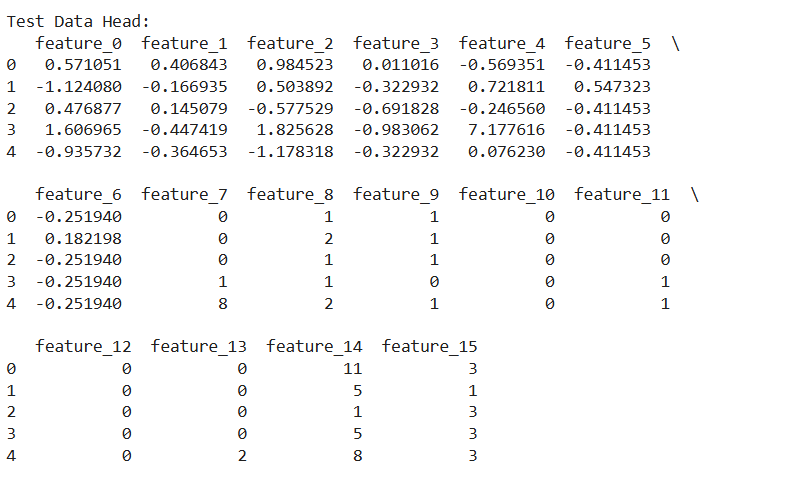 Test Data Head:
   feature_0  feature_1  feature_2  feature_3  feature_4  feature_5  \
0   0.571051   0.406843   0.984523   0.011016  -0.569351  -0.411453
1  -1.124080  -0.166935   0.503892  -0.322932   0.721811   0.547323
2   0.476877   0.145079  -0.577529  -0.691828  -0.246560  -0.411453
3   1.606965  -0.447419   1.825628  -0.983062   7.177616  -0.411453
4  -0.935732  -0.364653  -1.178318  -0.322932   0.076230  -0.411453

   feature_6  feature_7  feature_8  feature_9  feature_10  feature_11  \
0  -0.251940          0          1          1           0           0
1   0.182198          0          2          1           0           0
2  -0.251940          0          1          1           0           0
3  -0.251940          1          1          0           0           1
4  -0.251940          8          2          1           0           1

   feature_12  feature_13  feature_14  feature_15
0           0           0          11           3
1           0           0           5           1
2           0           0           1           3
3           0           0           5           3
4           0           2           8           3